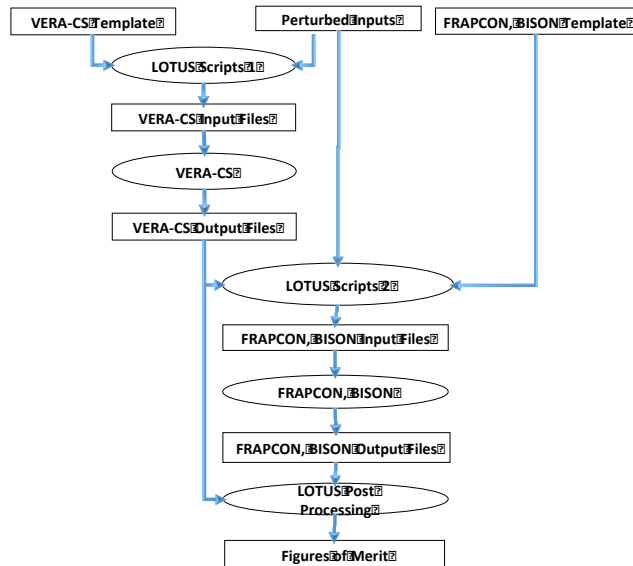 VERA-CS Template
Perturbed Inputs
FRAPCON, BISON Template
LOTUS Scripts 1
VERA-CS Input Files
VERA-CS
VERA-CS Output Files
LOTUS Scripts 2
FRAPCON, BISON Input Files
FRAPCON, BISON
FRAPCON, BISON Output Files
LOTUS Post
Processing
Figures of Merit